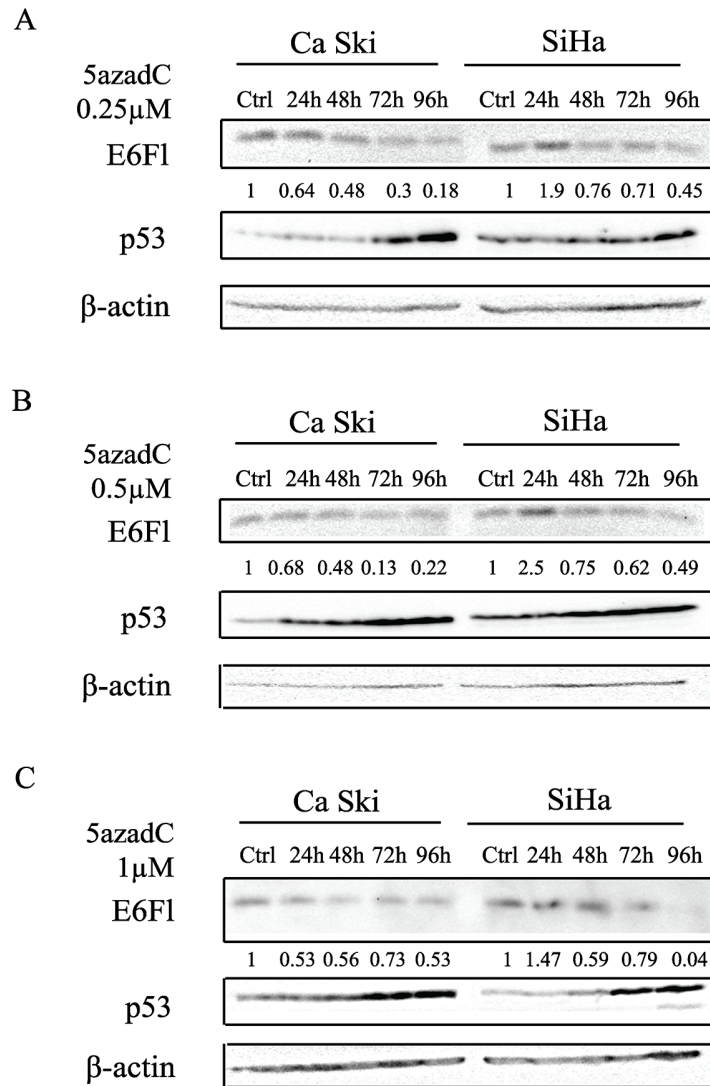 A
Ca Ski SiHa
5azadC
0.25µM
Ctrl 24h 48h 72h 96h Ctrl 24h 48h 72h 96h
E6Fl
1 0.64 0.48 0.3 0.18 1 1.9 0.76 0.71 0.45
p53
β-actin
B
Ca Ski SiHa
5azadC
0.5µM
Ctrl 24h 48h 72h 96h Ctrl 24h 48h 72h 96h
E6Fl
1 0.68 0.48 0.13 0.22 1 2.5 0.75 0.62 0.49
p53
β-actin
C
Ca Ski SiHa
5azadC
1µM
Ctrl 24h 48h 72h 96h Ctrl 24h 48h 72h 96h
E6Fl
1 0.53 0.56 0.73 0.53 1 1.47 0.59 0.79 0.04
p53
β-actin